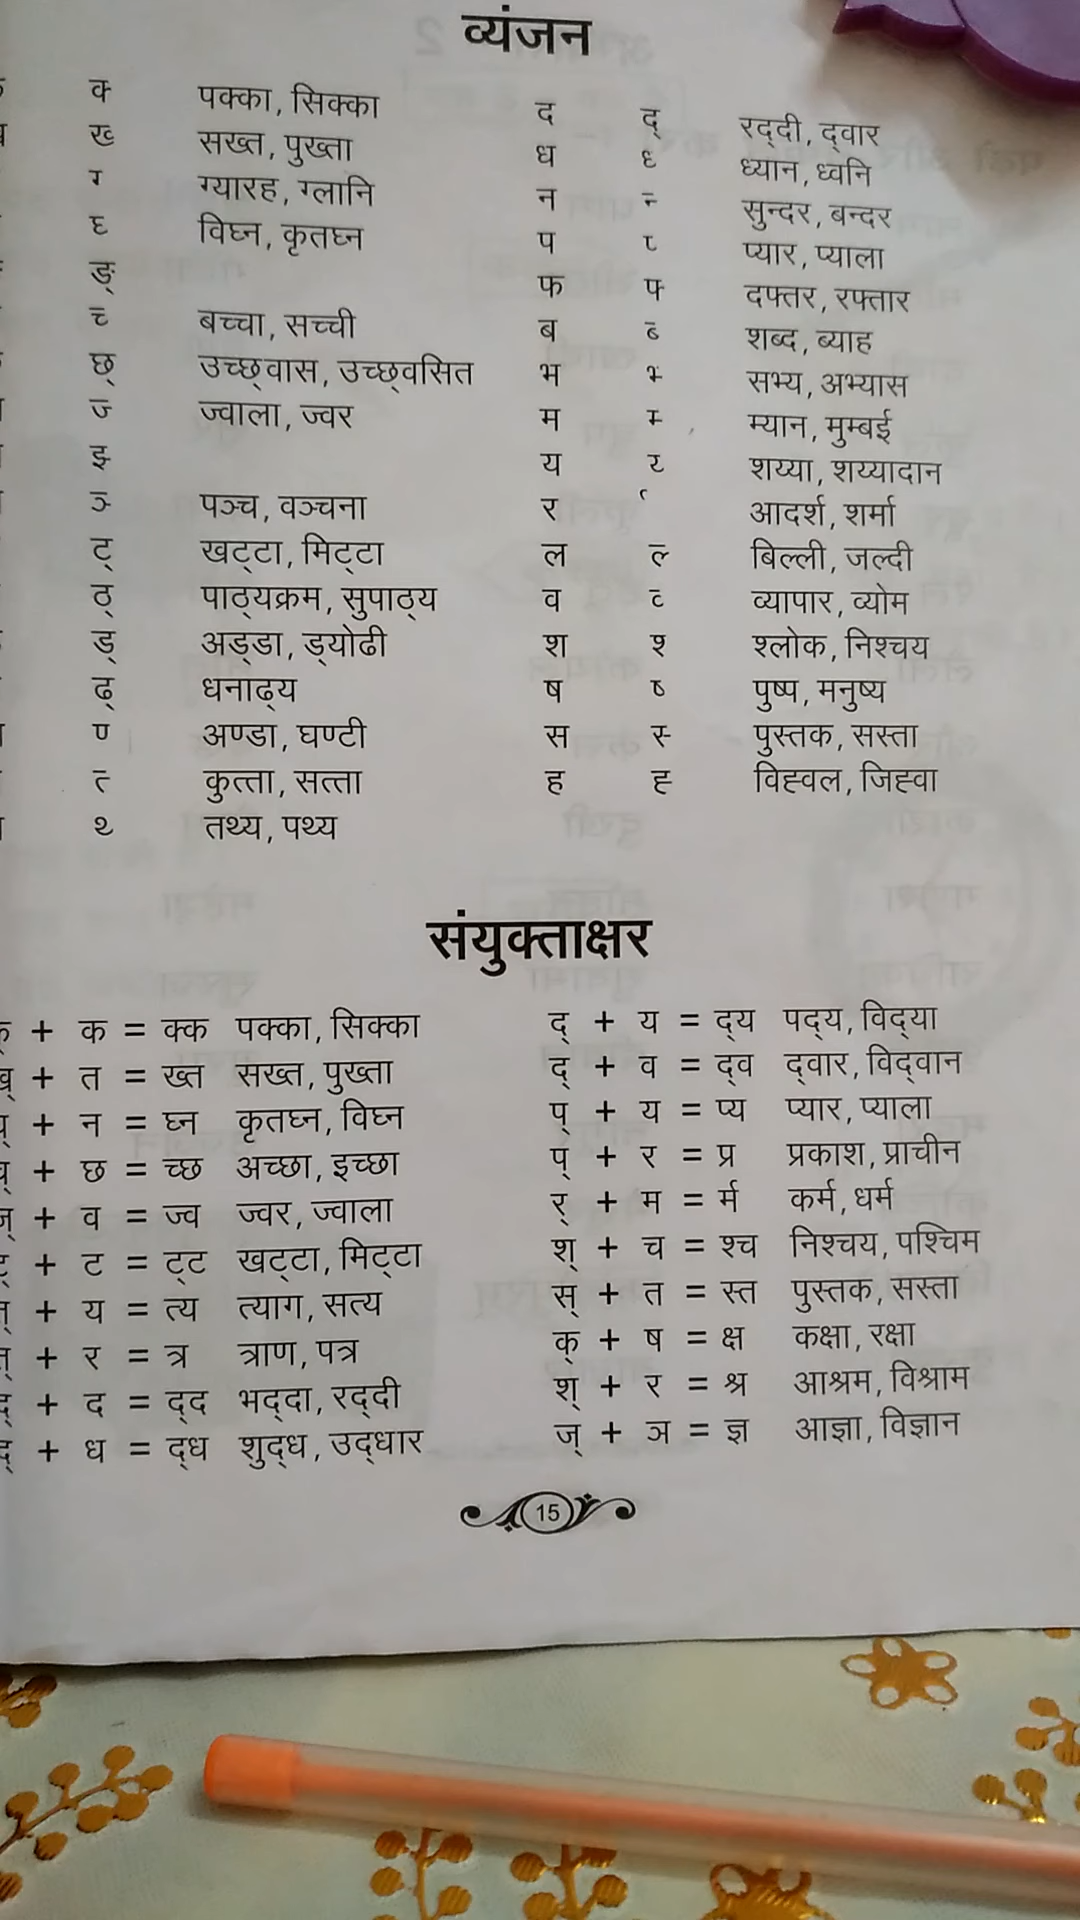 व्यंजन
क् पक्का, सिक्का
ख् सख्त, पुख्ता
ग् ग्यारह, ग्लानि
घ् विघ्न, कृतघ्न
ङ्
च् बच्चा, सच्ची
छ् उच्छ्वास, उच्छ्वसित
ज् ज्वाला, ज्वर
झ्
ञ् पञ्च, वञ्चना
ट् खट्टा, मिट्टा
ठ् पाठ्यक्रम, सुपाठ्य
ड् अड्डा, ड्योढी
ढ् धनाढ्य
ण् अण्डा, घण्टी
त् कुत्ता, सत्ता
थ् तथ्य, पथ्य
द द् रद्दी, द्वार
ध ध् ध्यान, ध्वनि
न न् सुन्दर, बन्दर
प प् प्यार, प्याला
फ फ् दफ्तर, रफ्तार
ब ब् शब्द, ब्याह
भ भ् सभ्य, अभ्यास
म म् म्यान, मुम्बई
य य् शय्या, शय्यादान
र र् आदर्श, शर्मा
ल ल् बिल्ली, जल्दी
व व् व्यापार, व्योम
श श् श्लोक, निश्चय
ष ष् पुष्प, मनुष्य
स स् पुस्तक, सस्ता
ह ह् विह्वल, जिह्वा
संयुक्ताक्षर
क् + क = क्क पक्का, सिक्का
ख् + त = ख्त सख्त, पुख्ता
घ् + न = घ्न कृतघ्न, विघ्न
च् + छ = च्छ अच्छा, इच्छा
ज् + व = ज्व ज्वर, ज्वाला
ट् + ट = ट्ट खट्टा, मिट्टा
त् + य = त्य त्याग, सत्य
त् + र = त्र त्राण, पत्र
द् + द = द्द भद्दा, रद्दी
द् + ध = द्ध शुद्ध, उद्धार
द् + य = द्य पद्य, विद्या
द् + व = द्व द्वार, विद्वान
प् + य = प्य प्यार, प्याला
प् + र = प्र प्रकाश, प्राचीन
र् + म = र्म कर्म, धर्म
श् + च = श्च निश्चय, पश्चिम
स् + त = स्त पुस्तक, सस्ता
क् + ष = क्ष कक्षा, रक्षा
श् + र = श्र आश्रम, विश्राम
ज् + ञ = ज्ञ आज्ञा, विज्ञान
15